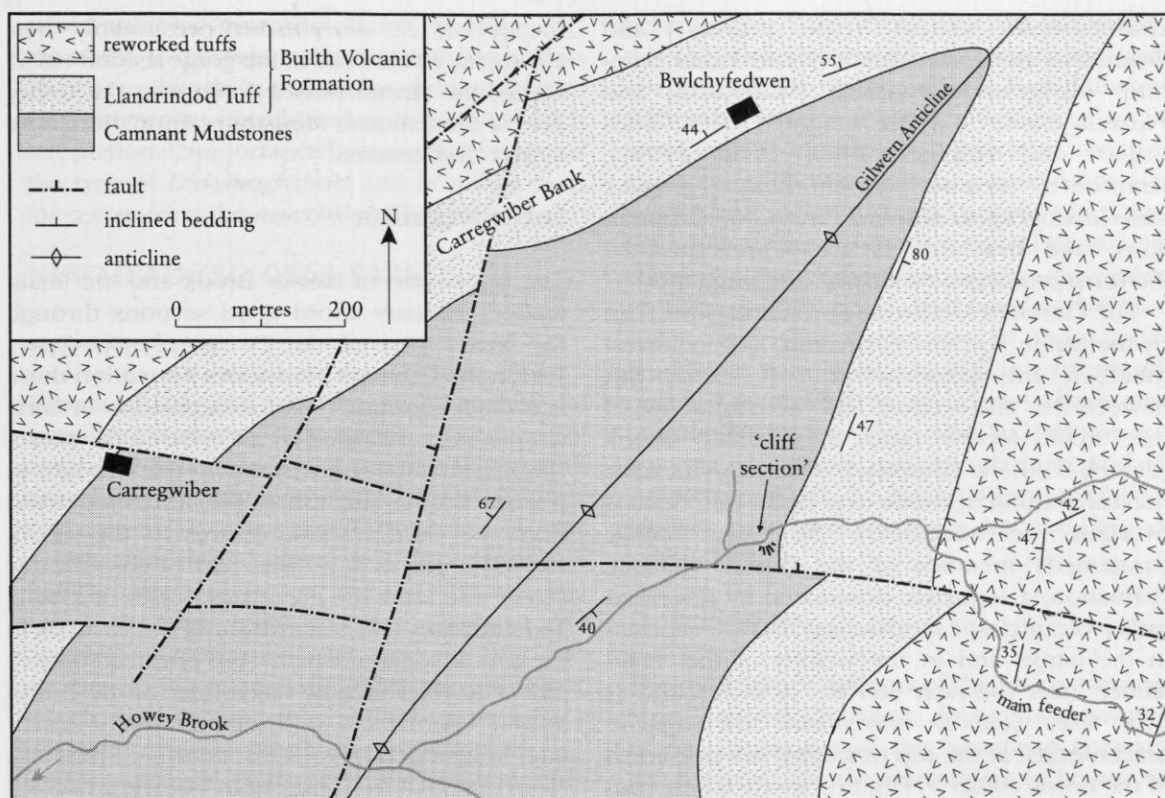 reworked tuffs
Builth Volcanic
Formation
Llandrindod Tuff
Camnant Mudstones
fault
inclined bedding
anticline
N
0 metres 200
Carregwiber Bank
Bwlchyfedwen
55
44
Gilwern Anticline
80
47
'cliff
section'
67
Carregwiber
42
47
40
35
'main feeder'
32
Howey Brook